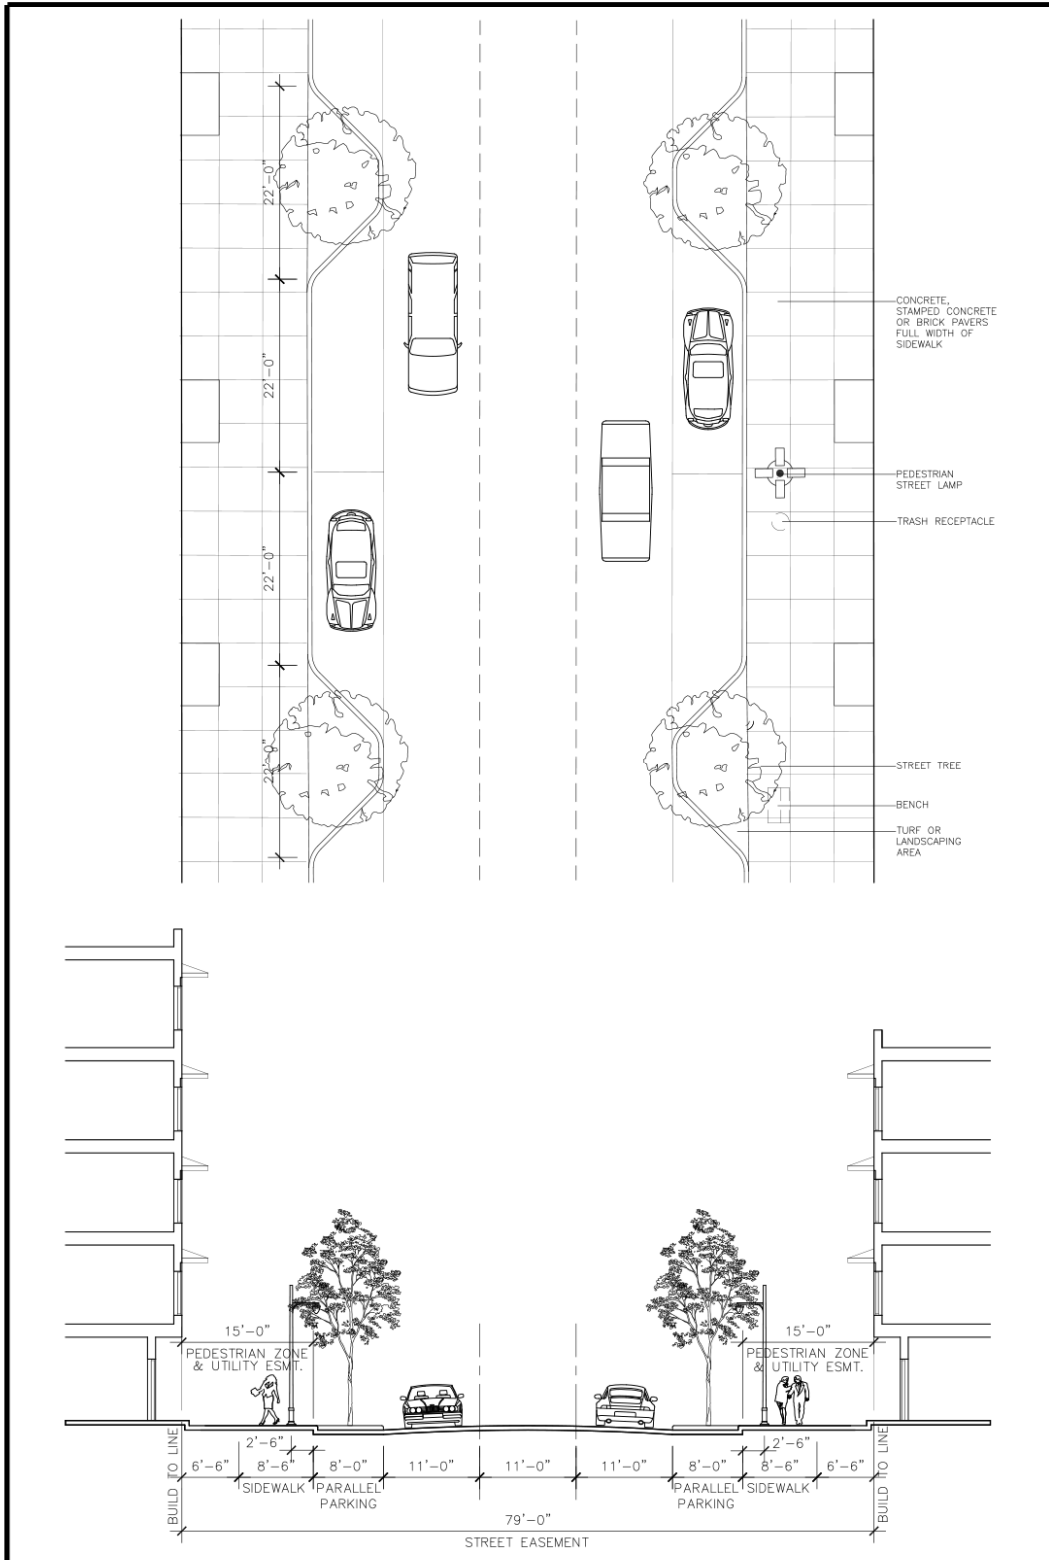 22'-0"
22'-0"
22'-0"
22'-0"
CONCRETE,
STAMPED CONCRETE
OR BRICK PAVERS
FULL WIDTH OF
SIDEWALK
PEDESTRIAN
STREET LAMP
TRASH RECEPTACLE
STREET TREE
BENCH
TURF OR
LANDSCAPING
AREA
15'-0"
PEDESTRIAN ZONE
& UTILITY ESMT.
15'-0"
PEDESTRIAN ZONE
& UTILITY ESMT.
BUILD TO LINE
2'-6"
2'-6"
BUILD TO LINE
6'-6" 8'-6" 8'-0" 11'-0" 11'-0" 11'-0" 8'-0" 8'-6" 6'-6"
SIDEWALK PARALLEL
PARKING
PARALLEL SIDEWALK
PARKING
79'-0"
STREET EASEMENT